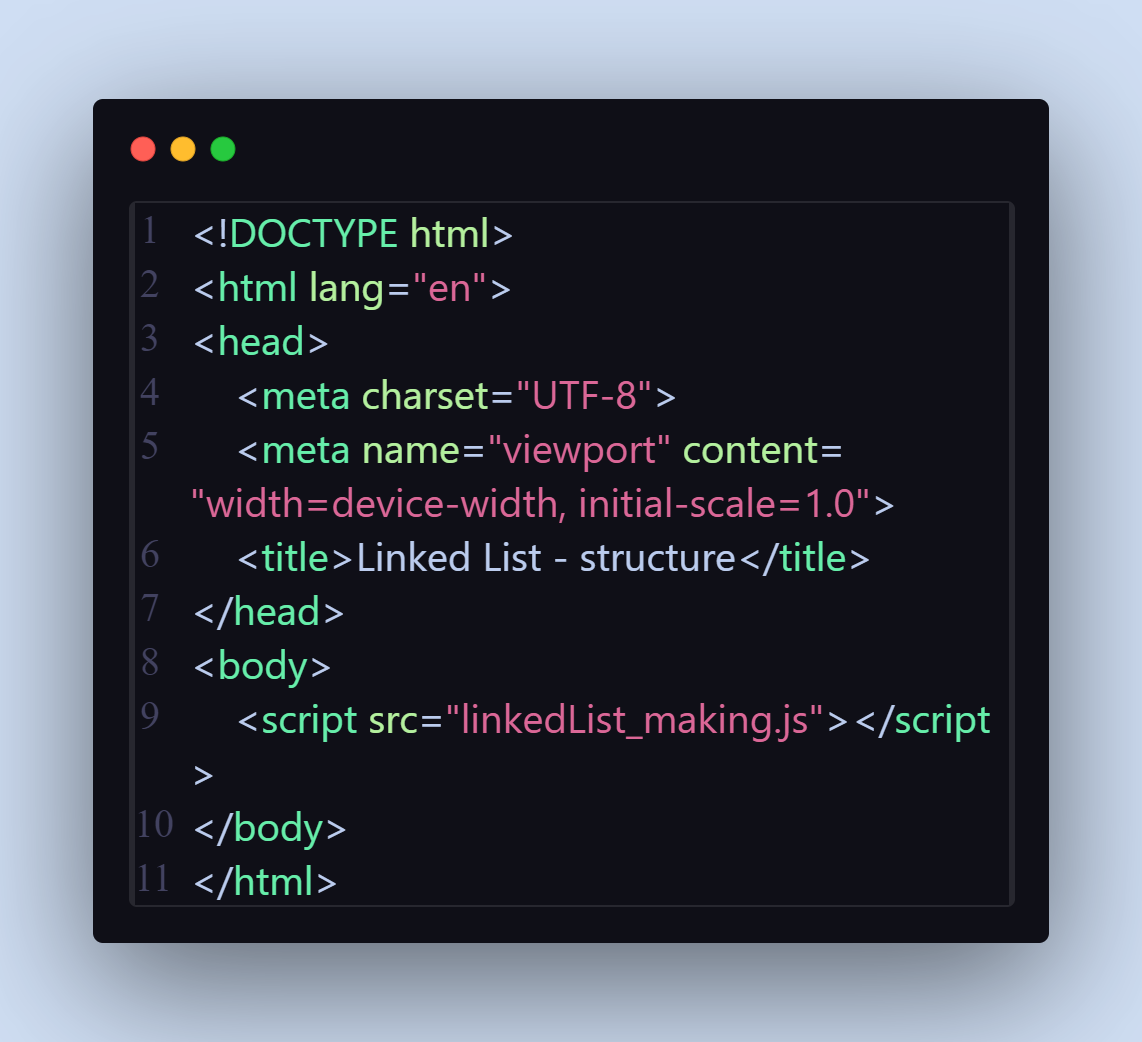 1 <!DOCTYPE html>
2 <html lang="en">
3 <head>
4     <meta charset="UTF-8">
5     <meta name="viewport" content=
"width=device-width, initial-scale=1.0">
6     <title>Linked List - structure</title>
7 </head>
8 <body>
9     <script src="linkedList_making.js"></script
>
10 </body>
11 </html>